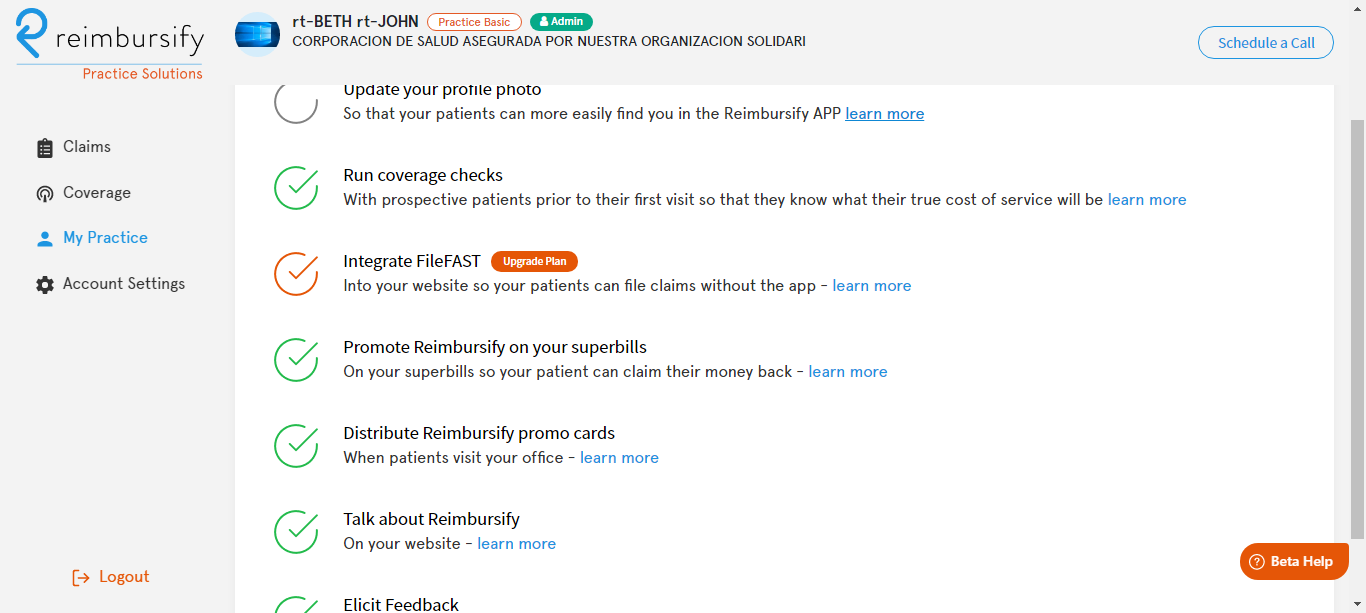 reimbursify
Practice Solutions
rt-BETH rt-JOHN Practice Basic Admin
CORPORACION DE SALUD ASEGURADA POR NUESTRA ORGANIZACION SOLIDARI
Schedule a Call
Claims
Coverage
My Practice
Account Settings
Logout
Update your profile photo
So that your patients can more easily find you in the Reimbursify APP learn more
Run coverage checks
With prospective patients prior to their first visit so that they know what their true cost of service will be learn more
Integrate FileFAST Upgrade Plan
Into your website so your patients can file claims without the app - learn more
Promote Reimbursify on your superbills
On your superbills so your patient can claim their money back - learn more
Distribute Reimbursify promo cards
When patients visit your office - learn more
Talk about Reimbursify
On your website - learn more
Elicit Feedback
? Beta Help